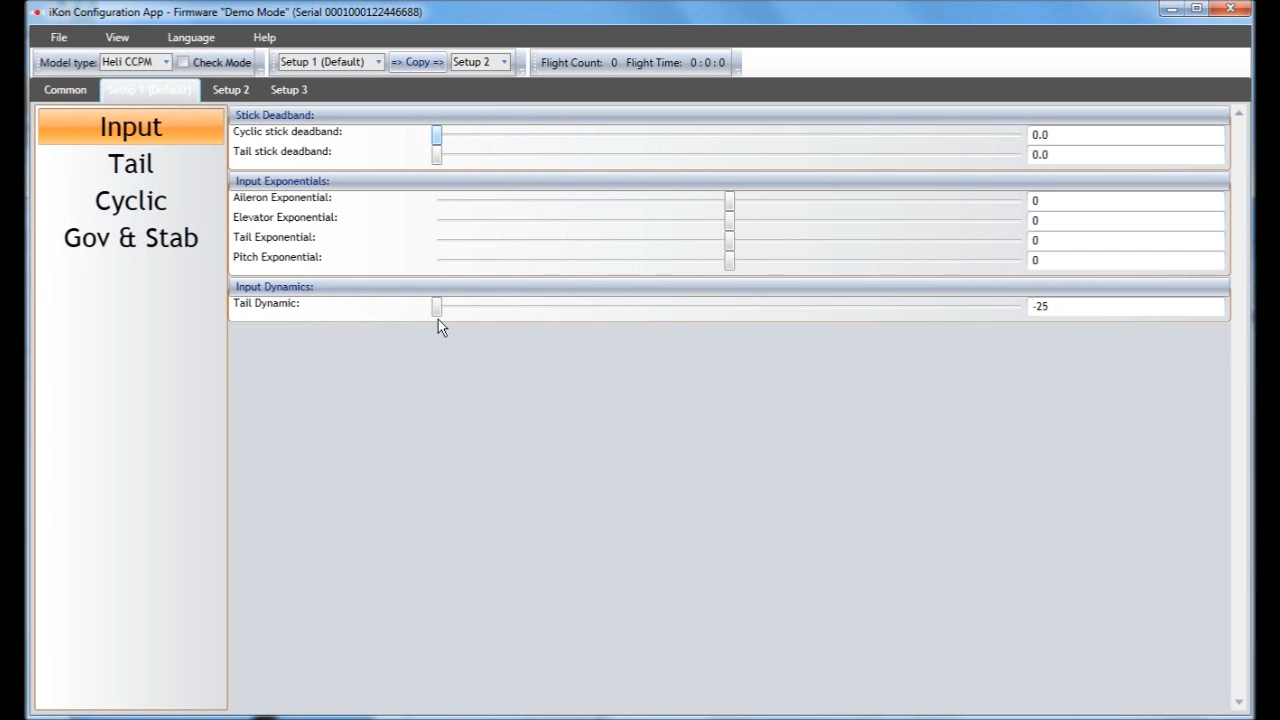 iKon Configuration App - Firmware "Demo Mode" (Serial 0001000122446688)
File View Language Help
Model type: Heli CCPM Check Mode Setup 1 (Default) => Copy => Setup 2 Flight Count: 0 Flight Time: 0 : 0 : 0
Common Setup 1 (Default) Setup 2 Setup 3
Input
Tail
Cyclic
Gov & Stab
Stick Deadband:
Cyclic stick deadband: 0.0
Tail stick deadband: 0.0
Input Exponentials:
Aileron Exponential: 0
Elevator Exponential: 0
Tail Exponential: 0
Pitch Exponential: 0
Input Dynamics:
Tail Dynamic: -25